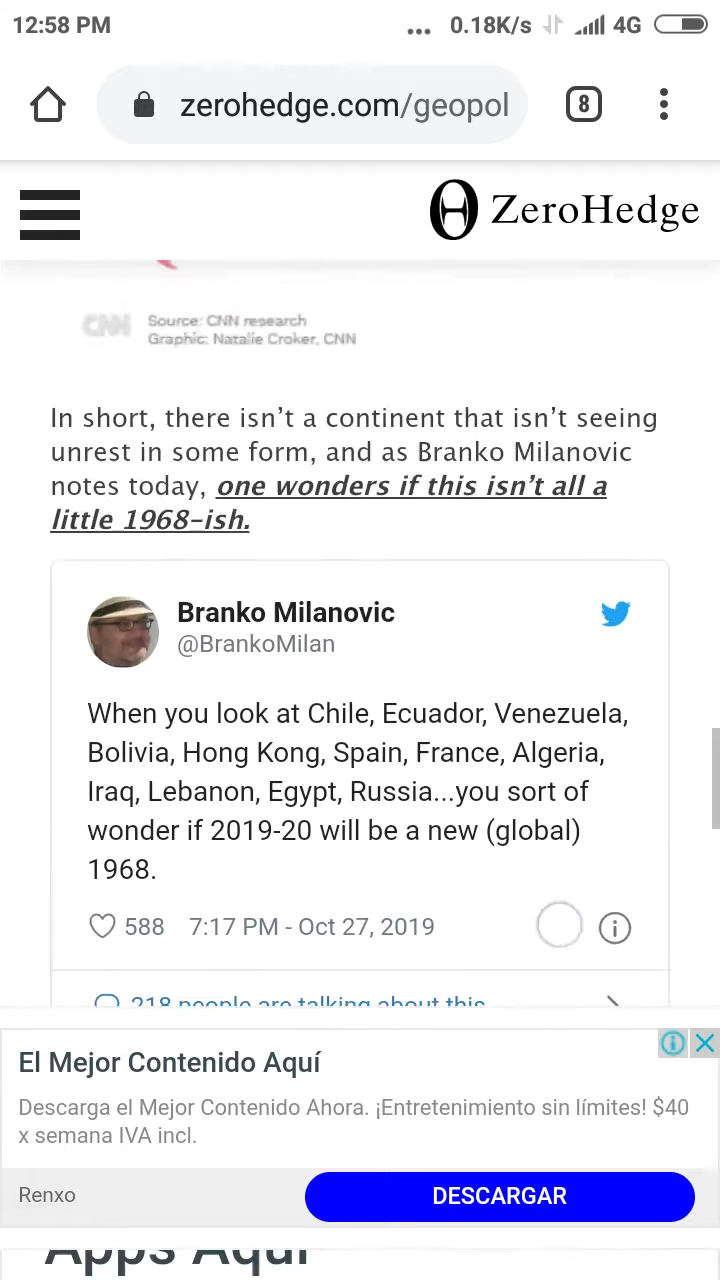 12:58 PM
... 0.18K/s 4G
zerohedge.com/geopol
8
ZeroHedge
CNN
Source: CNN research
Graphic: Natalie Croker, CNN
In short, there isn’t a continent that isn’t seeing
unrest in some form, and as Branko Milanovic
notes today, one wonders if this isn’t all a
little 1968-ish.
Branko Milanovic
@BrankoMilan
When you look at Chile, Ecuador, Venezuela,
Bolivia, Hong Kong, Spain, France, Algeria,
Iraq, Lebanon, Egypt, Russia...you sort of
wonder if 2019-20 will be a new (global)
1968.
588 7:17 PM - Oct 27, 2019
218 people are talking about this
El Mejor Contenido Aquí
Descarga el Mejor Contenido Ahora. ¡Entretenimiento sin límites! $40
x semana IVA incl.
Renxo
DESCARGAR
Apps Aquí